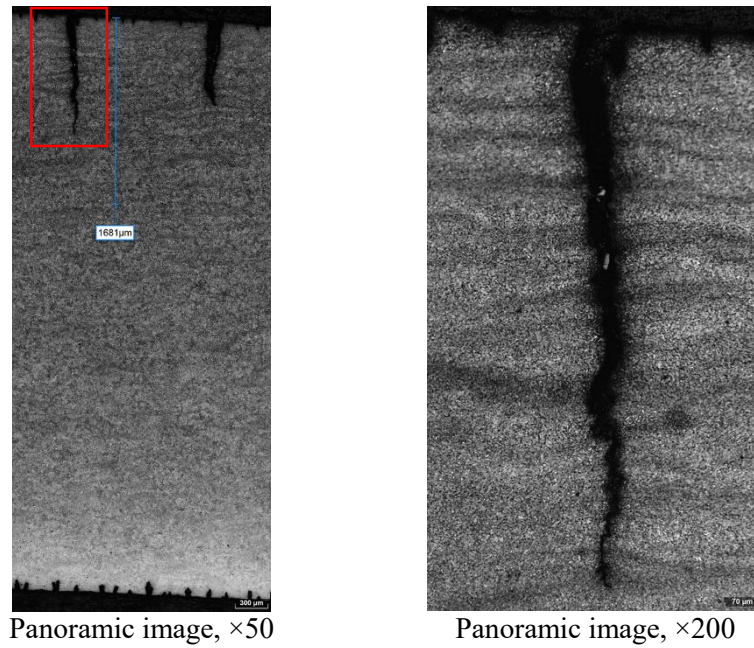 1681µm
300 µm
70 µm
Panoramic image, ×50
Panoramic image, ×200